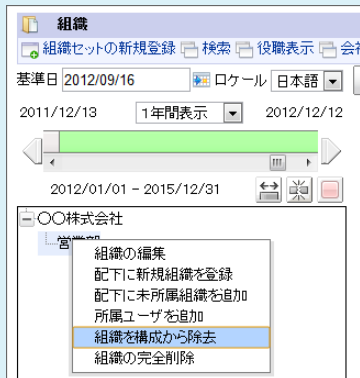 組織
組織セットの新規登録 検索 役職表示 会社
基準日 2012/09/16 ロケール 日本語
2011/12/13 1年間表示 2012/12/12
2012/01/01 - 2015/12/31
〇〇株式会社
営業部
組織の編集
配下に新規組織を登録
配下に未所属組織を追加
所属ユーザを追加
組織を構成から除去
組織の完全削除